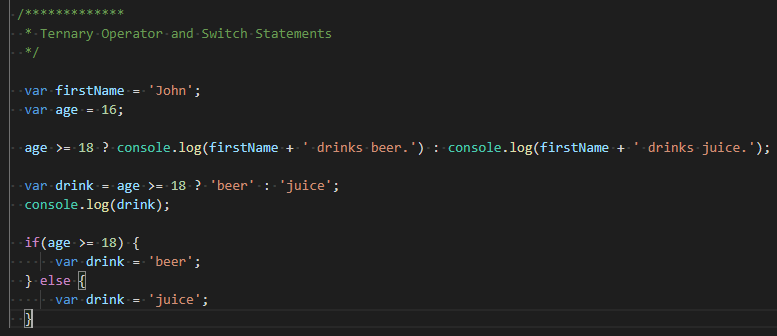 /*************
* Ternary Operator and Switch Statements
*/
var firstName = 'John';
var age = 16;
age >= 18 ? console.log(firstName + ' drinks beer.') : console.log(firstName + ' drinks juice.');
var drink = age >= 18 ? 'beer' : 'juice';
console.log(drink);
if(age >= 18) {
var drink = 'beer';
} else {
var drink = 'juice';
}